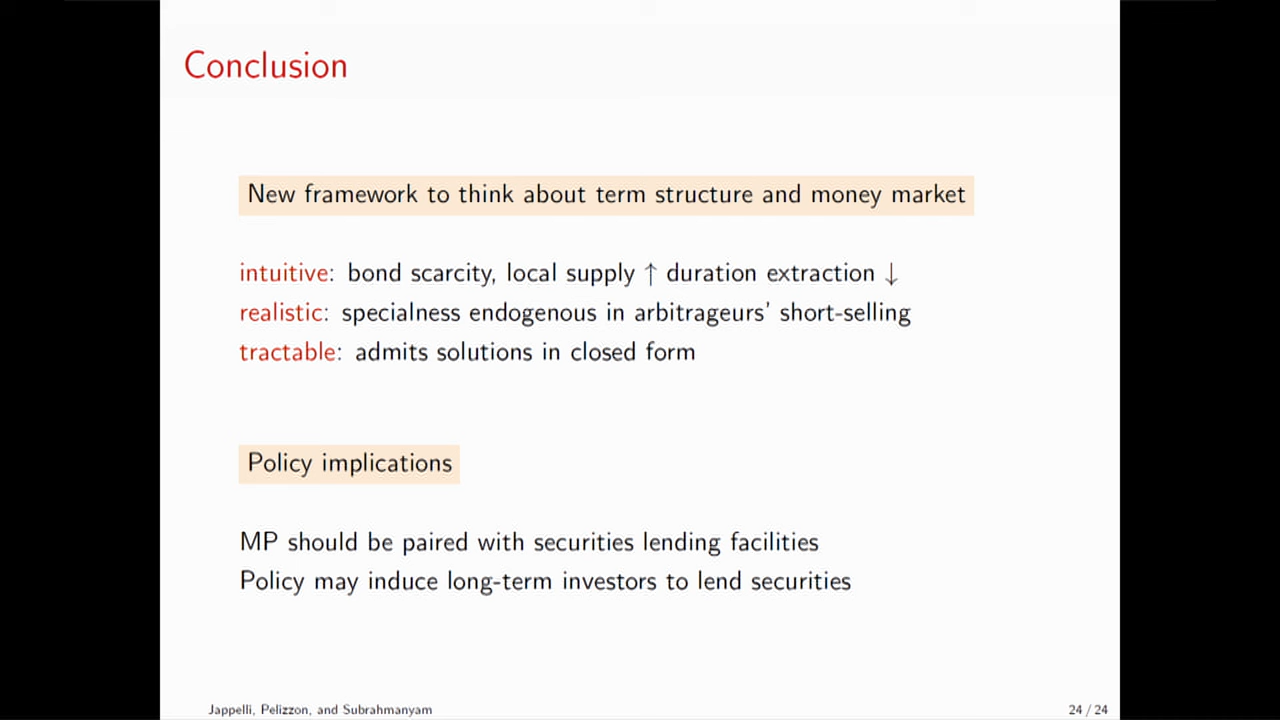 Conclusion
New framework to think about term structure and money market
intuitive: bond scarcity, local supply ↑ duration extraction ↓
realistic: specialness endogenous in arbitrageurs' short-selling
tractable: admits solutions in closed form
Policy implications
MP should be paired with securities lending facilities
Policy may induce long-term investors to lend securities
Jappelli, Pelizzon, and Subrahmanyam
24 / 24